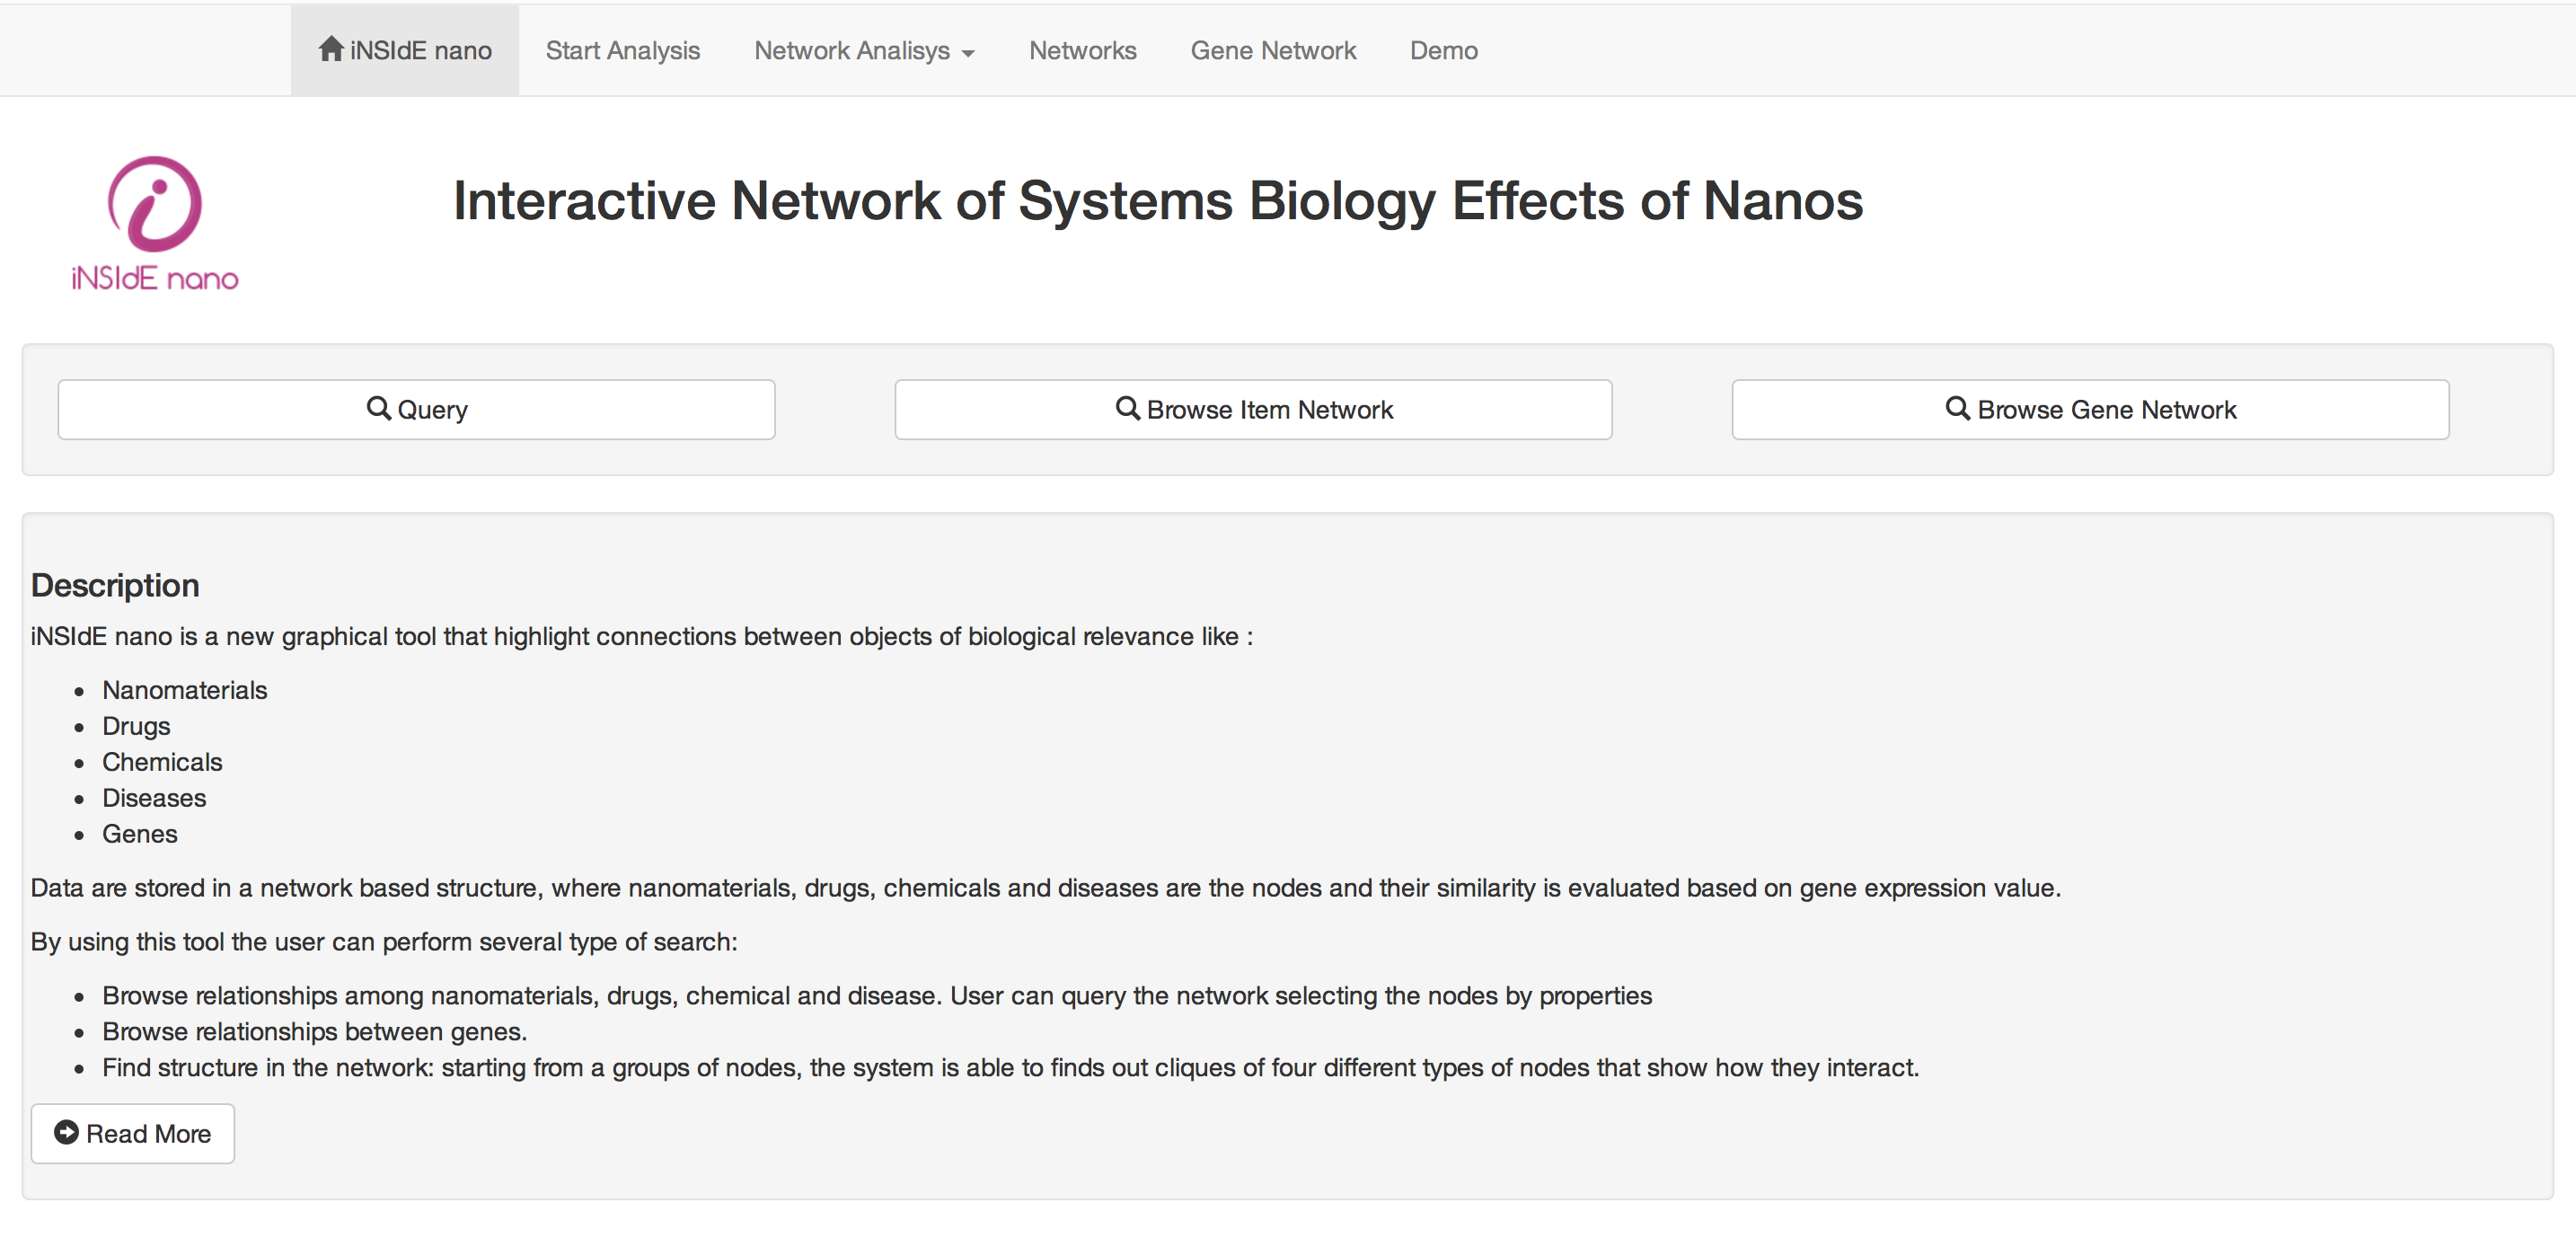 iNSIdE nano Start Analysis Network Analisys Networks Gene Network Demo
Interactive Network of Systems Biology Effects of Nanos
iNSIdE nano
Query Browse Item Network Browse Gene Network
Description
iNSIdE nano is a new graphical tool that highlight connections between objects of biological relevance like :
Nanomaterials
Drugs
Chemicals
Diseases
Genes
Data are stored in a network based structure, where nanomaterials, drugs, chemicals and diseases are the nodes and their similarity is evaluated based on gene expression value.
By using this tool the user can perform several type of search:
Browse relationships among nanomaterials, drugs, chemical and disease. User can query the network selecting the nodes by properties
Browse relationships between genes.
Find structure in the network: starting from a groups of nodes, the system is able to finds out cliques of four different types of nodes that show how they interact.
Read More